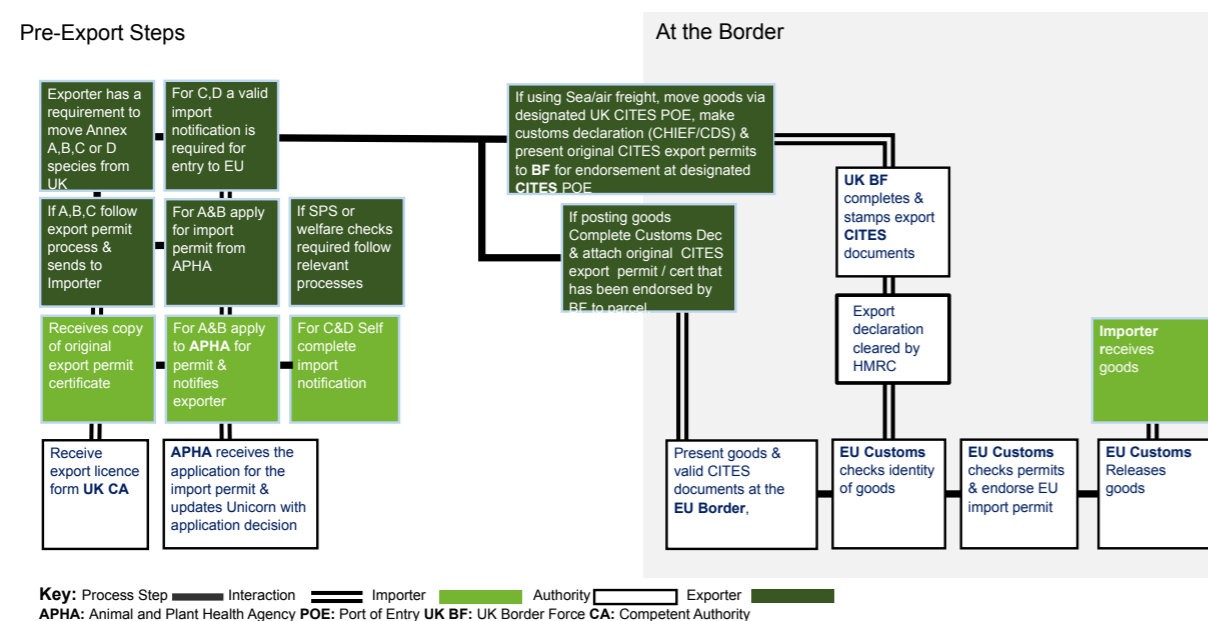 Pre-Export Steps
At the Border
Exporter has a
requirement to
move Annex
A,B,C or D
species from
UK
For C,D a valid
import
notification is
required for
entry to EU
If using Sea/air freight, move goods via
designated UK CITES POE, make
customs declaration (CHIEF/CDS) &
present original CITES export permits
to BF for endorsement at designated
CITES POE
UK BF
completes &
stamps export
CITES
documents
If A,B,C follow
export permit
process &
sends to
Importer
For A&B apply
for import
permit from
APHA
If SPS or
welfare checks
required follow
relevant
processes
If posting goods
Complete Customs Dec
& attach original  CITES
export  permit / cert that
has been endorsed by
BF to parcel.
Export
declaration
cleared by
HMRC
Receives copy
of original
export permit
certificate
For A&B apply
to APHA for
permit &
notifies
exporter
For C&D Self
complete
import
notification
Importer
receives
goods
Receive
export licence
form UK CA
APHA receives the
application for the
import permit &
updates Unicorn with
application decision
Present goods &
valid CITES
documents at the
EU Border,
EU Customs
checks identity
of goods
EU Customs
checks permits
& endorse EU
import permit
EU Customs
Releases
goods
Key: Process Step Interaction Importer Authority Exporter
APHA: Animal and Plant Health Agency POE: Port of Entry UK BF: UK Border Force CA: Competent Authority